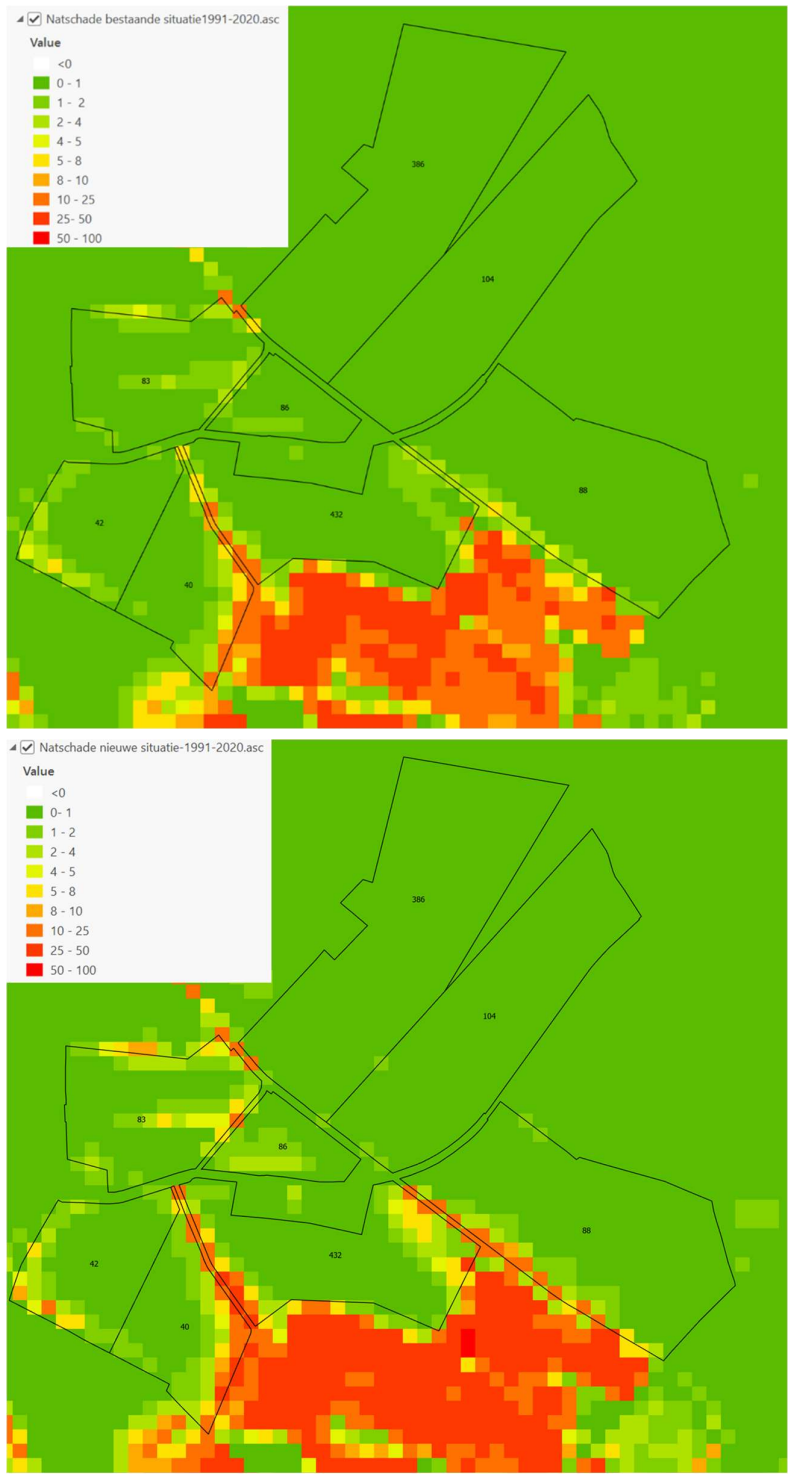 Natschade bestaande situatie1991-2020.asc
Value
<0
0 - 1
1 - 2
2 - 4
4 - 5
5 - 8
8 - 10
10 - 25
25- 50
50 - 100
386
104
83
86
88
432
42
40
Natschade nieuwe situatie-1991-2020.asc
Value
<0
0- 1
1 - 2
2 - 4
4 - 5
5 - 8
8 - 10
10 - 25
25 - 50
50 - 100
386
104
83
86
88
432
42
40